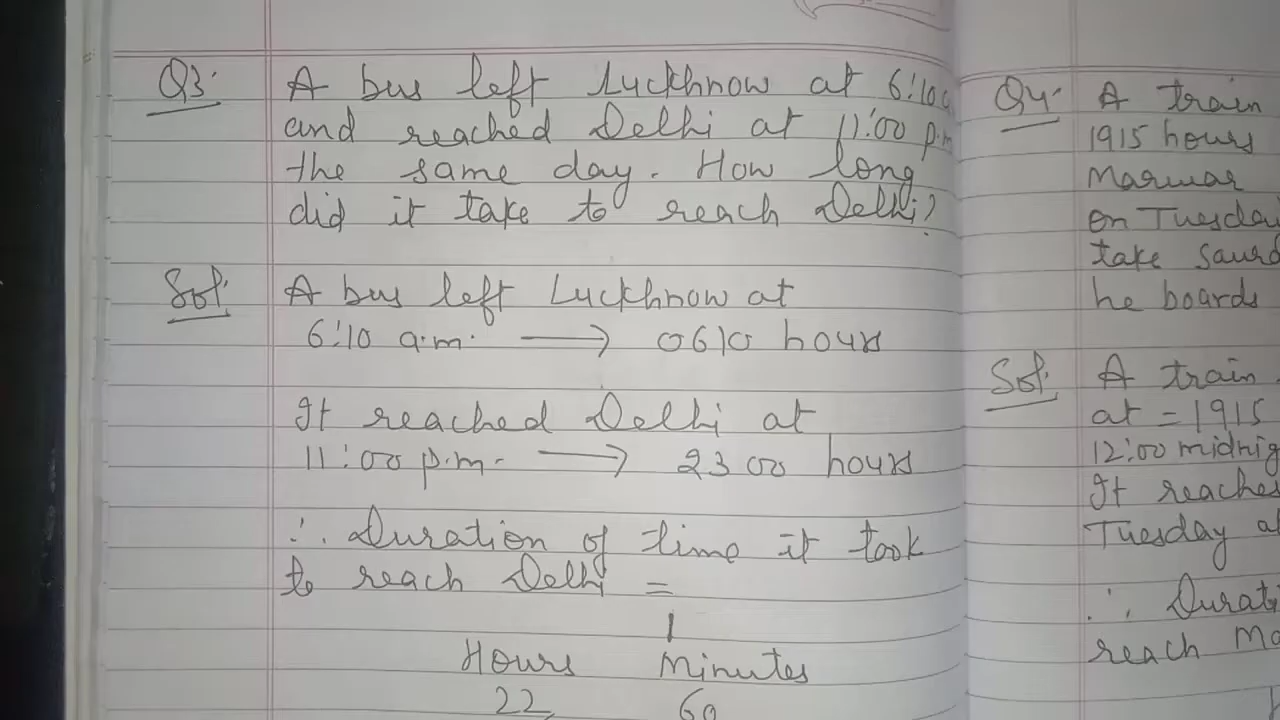 Q3. A bus left Lucknow at 6:10 a
and reached Delhi at 11:00 p.m
the same day. How long
did it take to reach Delhi?
Sol. A bus left Lucknow at
6:10 a.m. → 0610 hours
It reached Delhi at
11:00 p.m. → 2300 hours
∴ Duration of time it took
to reach Delhi =
Hours Minutes
22 60
Q4. A train
1915 hours
Marwar
on Tuesday
take
he boards
Sol. A train
at = 1915
12:00 midnig
It reaches
Tuesday a
∴ Durati
reach Ma